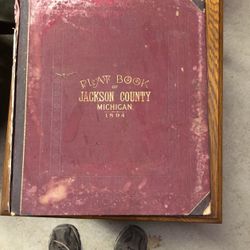 PLAT BOOK
OF
JACKSON COUNTY
MICHIGAN.
1894